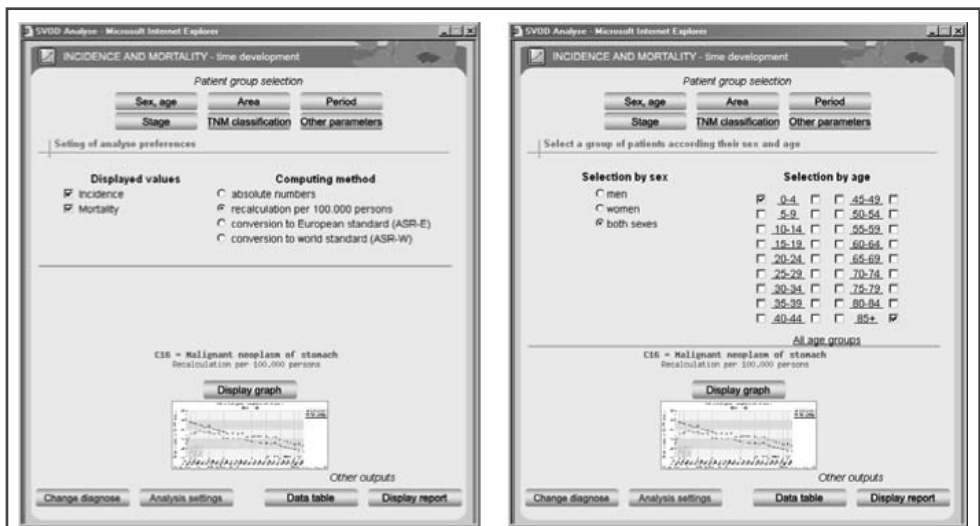 SVOD Analyse - Microsoft Internet Explorer
INCIDENCE AND MORTALITY - time development
Patient group selection
Sex, age Area Period
Stage TNM classification Other parameters
Seting of analyse preferences
Displayed values Computing method
Incidence absolute numbers
Mortality recalculation per 100.000 persons
conversion to European standard (ASR-E)
conversion to world standard (ASR-W)
C16 - Malignant neoplasm of stomach
Recalculation per 100,000 persons
Display graph
Other outputs
Change diagnose Analysis settings Data table Display report
SVOD Analyse - Microsoft Internet Explorer
INCIDENCE AND MORTALITY - time development
Patient group selection
Sex, age Area Period
Stage TNM classification Other parameters
Select a group of patients according their sex and age
Selection by sex Selection by age
men 0-4 45-49
women 5-9 50-54
both sexes 10-14 55-59
15-19 60-64
20-24 65-69
25-29 70-74
30-34 75-79
35-39 80-84
40-44 85+
All age groups
C16 - Malignant neoplasm of stomach
Recalculation per 100,000 persons
Display graph
Other outputs
Change diagnose Analysis settings Data table Display report